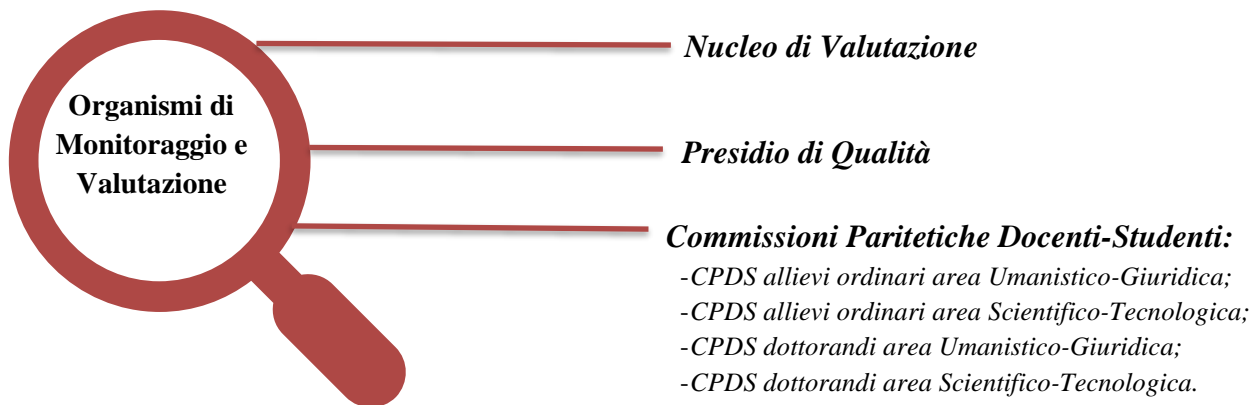 Organismi di
Monitoraggio e
Valutazione
Nucleo di Valutazione
Presidio di Qualità
Commissioni Paritetiche Docenti-Studenti:
-CPDS allievi ordinari area Umanistico-Giuridica;
-CPDS allievi ordinari area Scientifico-Tecnologica;
-CPDS dottorandi area Umanistico-Giuridica;
-CPDS dottorandi area Scientifico-Tecnologica.